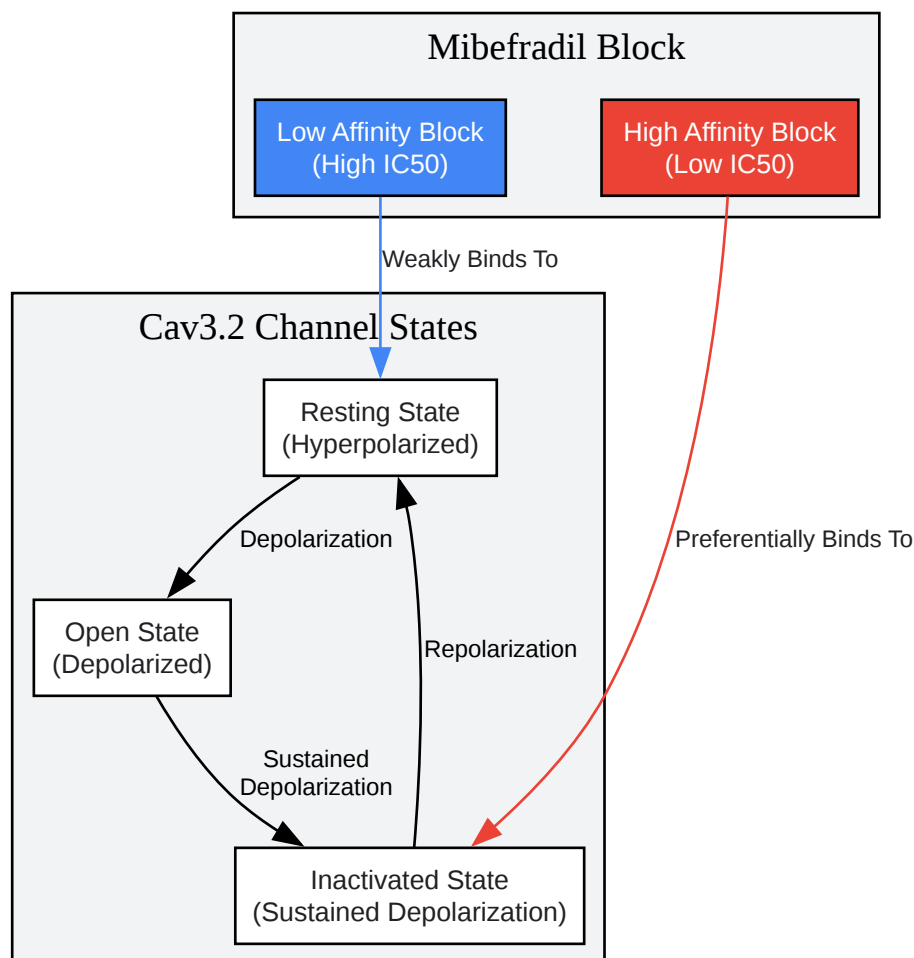 Mibefradil Block
Low Affinity Block
(High IC50)
High Affinity Block
(Low IC50)
Weakly Binds To
Cav3.2 Channel States
Resting State
(Hyperpolarized)
Depolarization
Preferentially Binds To
Open State
(Depolarized)
Repolarization
Sustained
Depolarization
Inactivated State
(Sustained Depolarization)